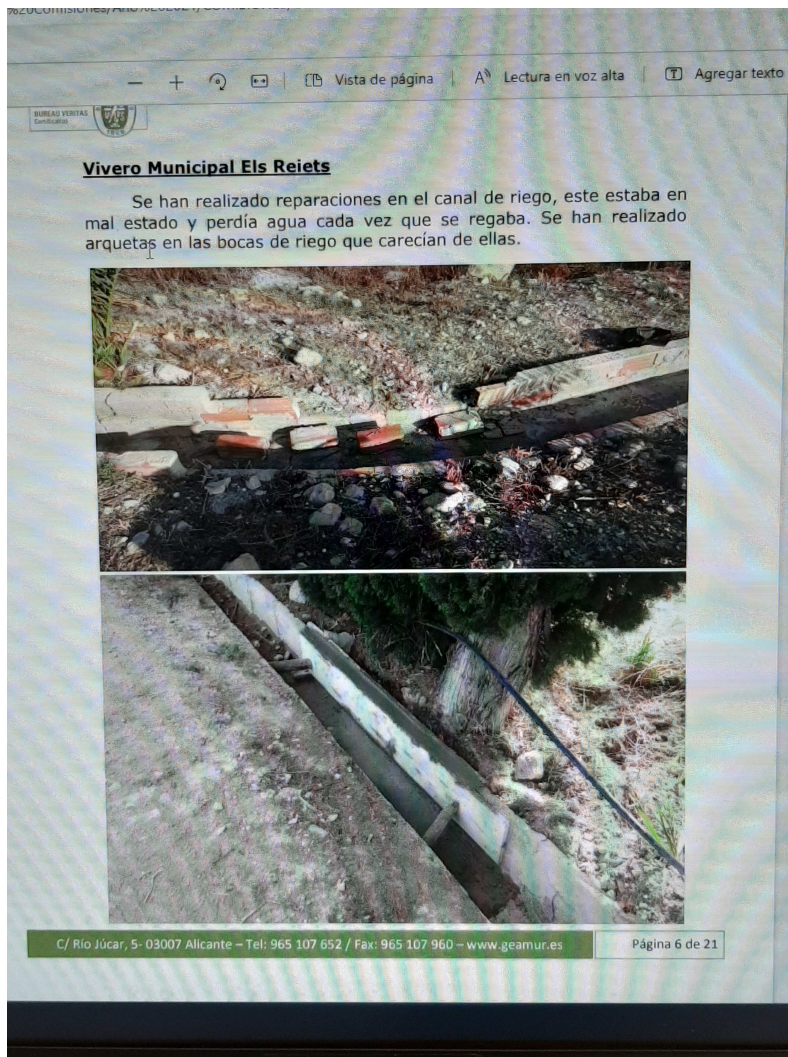 Vista de página
Lectura en voz alta
Agregar texto
BUREAU VERITAS
Certification
1828
Vivero Municipal Els Reiets
Se han realizado reparaciones en el canal de riego, este estaba en
mal estado y perdía agua cada vez que se regaba. Se han realizado
arquetas en las bocas de riego que carecían de ellas.
C/ Río Júcar, 5- 03007 Alicante – Tel: 965 107 652 / Fax: 965 107 960 – www.geamur.es
Página 6 de 21